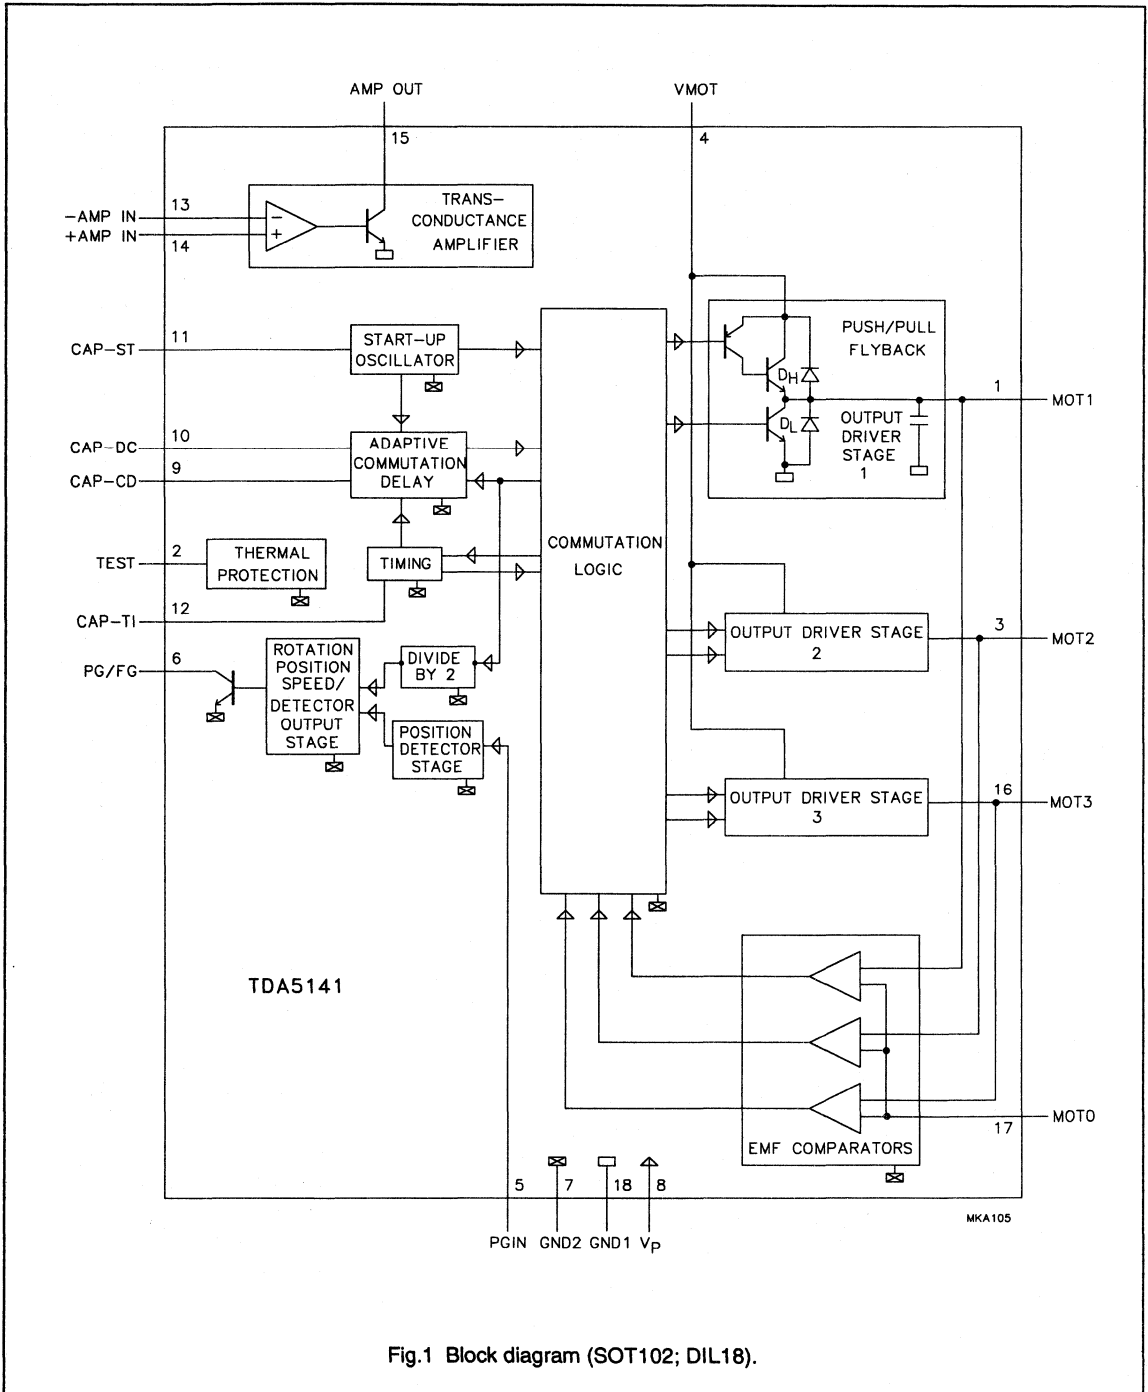 AMP OUT
VMOT
15
4
13
-AMP IN
+AMP IN
14
−
+
TRANS-
CONDUCTANCE
AMPLIFIER
11
CAP-ST
START-UP
OSCILLATOR
10
CAP-DC
9
CAP-CD
ADAPTIVE
COMMUTATION
DELAY
2
TEST
THERMAL
PROTECTION
TIMING
12
CAP-TI
6
PG/FG
ROTATION
POSITION
SPEED/
DETECTOR
OUTPUT
STAGE
DIVIDE
BY 2
POSITION
DETECTOR
STAGE
COMMUTATION
LOGIC
PUSH/PULL
FLYBACK
DH
DL
OUTPUT
DRIVER
STAGE
1
1
MOT1
OUTPUT DRIVER STAGE
2
3
MOT2
OUTPUT DRIVER STAGE
3
16
MOT3
TDA5141
EMF COMPARATORS
17
MOT0
5
7
18
8
PGIN
GND2
GND1
VP
MKA105
Fig.1 Block diagram (SOT102; DIL18).